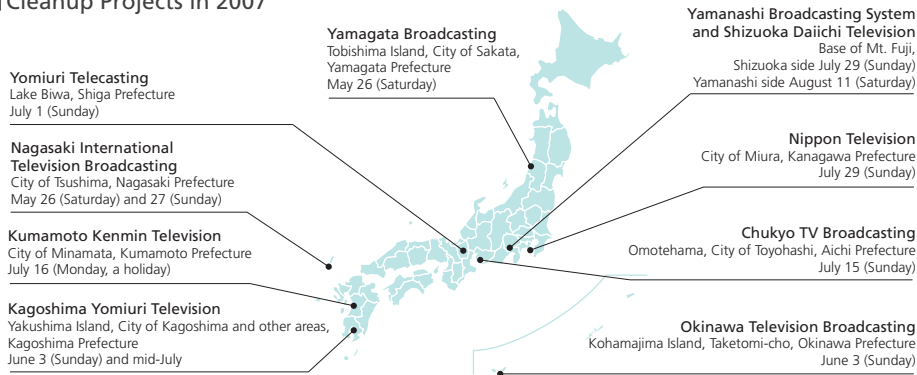 Cleanup Projects in 2007
Yamagata Broadcasting
Tobishima Island, City of Sakata,
Yamagata Prefecture
May 26 (Saturday)
Yamanashi Broadcasting System
and Shizuoka Daiichi Television
Base of Mt. Fuji,
Shizuoka side July 29 (Sunday)
Yamanashi side August 11 (Saturday)
Yomiuri Telecasting
Lake Biwa, Shiga Prefecture
July 1 (Sunday)
Nagasaki International
Television Broadcasting
City of Tsushima, Nagasaki Prefecture
May 26 (Saturday) and 27 (Sunday)
Nippon Television
City of Miura, Kanagawa Prefecture
July 29 (Sunday)
Kumamoto Kenmin Television
City of Minamata, Kumamoto Prefecture
July 16 (Monday, a holiday)
Chukyo TV Broadcasting
Omotehama, City of Toyohashi, Aichi Prefecture
July 15 (Sunday)
Kagoshima Yomiuri Television
Yakushima Island, City of Kagoshima and other areas,
Kagoshima Prefecture
June 3 (Sunday) and mid-July
Okinawa Television Broadcasting
Kohamajima Island, Taketomi-cho, Okinawa Prefecture
June 3 (Sunday)